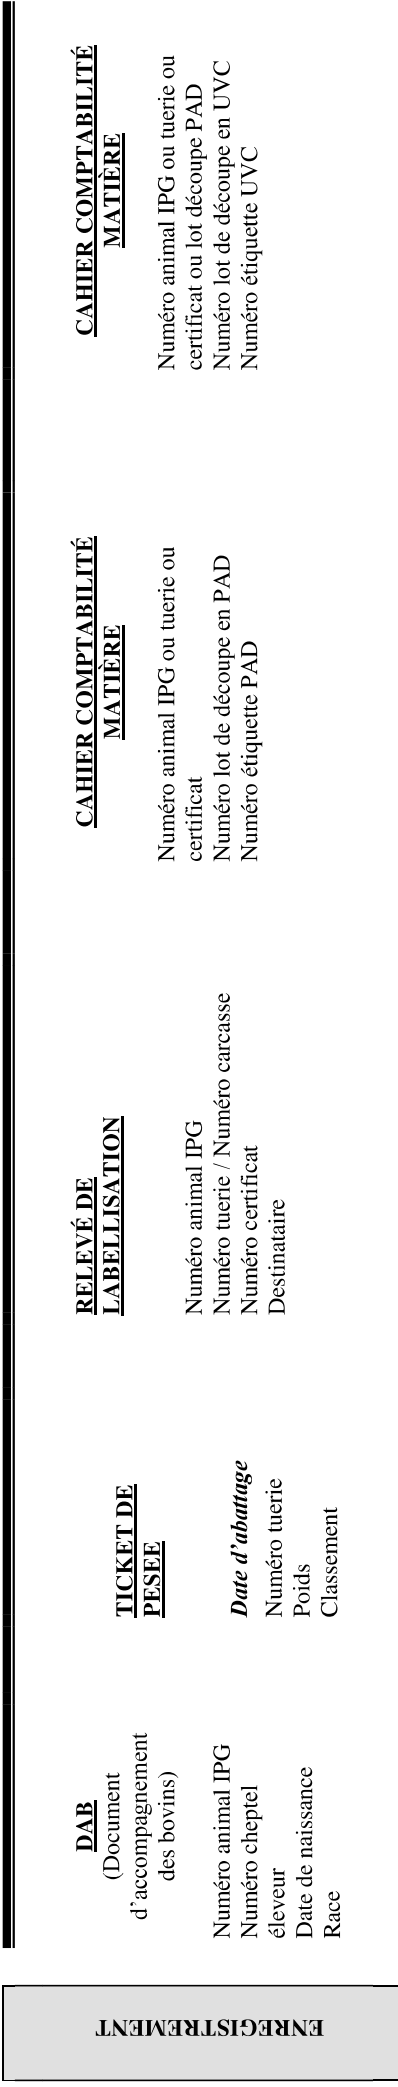 ENREGISTREMENT
DAB
(Document
d'accompagnement
des bovins)
Numéro animal IPG
Numéro cheptel
éleveur
Date de naissance
Race
TICKET DE
PESEE
Date d'abattage
Numéro tuerie
Poids
Classement
RELEVÉ DE
LABELLISATION
Numéro animal IPG
Numéro tuerie / Numéro carcasse
Numéro certificat
Destinataire
CAHIER COMPTABILITÉ
MATIÈRE
Numéro animal IPG ou tuerie ou
certificat
Numéro lot de découpe en PAD
Numéro étiquette PAD
CAHIER COMPTABILITÉ
MATIÈRE
Numéro animal IPG ou tuerie ou
certificat ou lot découpe PAD
Numéro lot de découpe en UVC
Numéro étiquette UVC